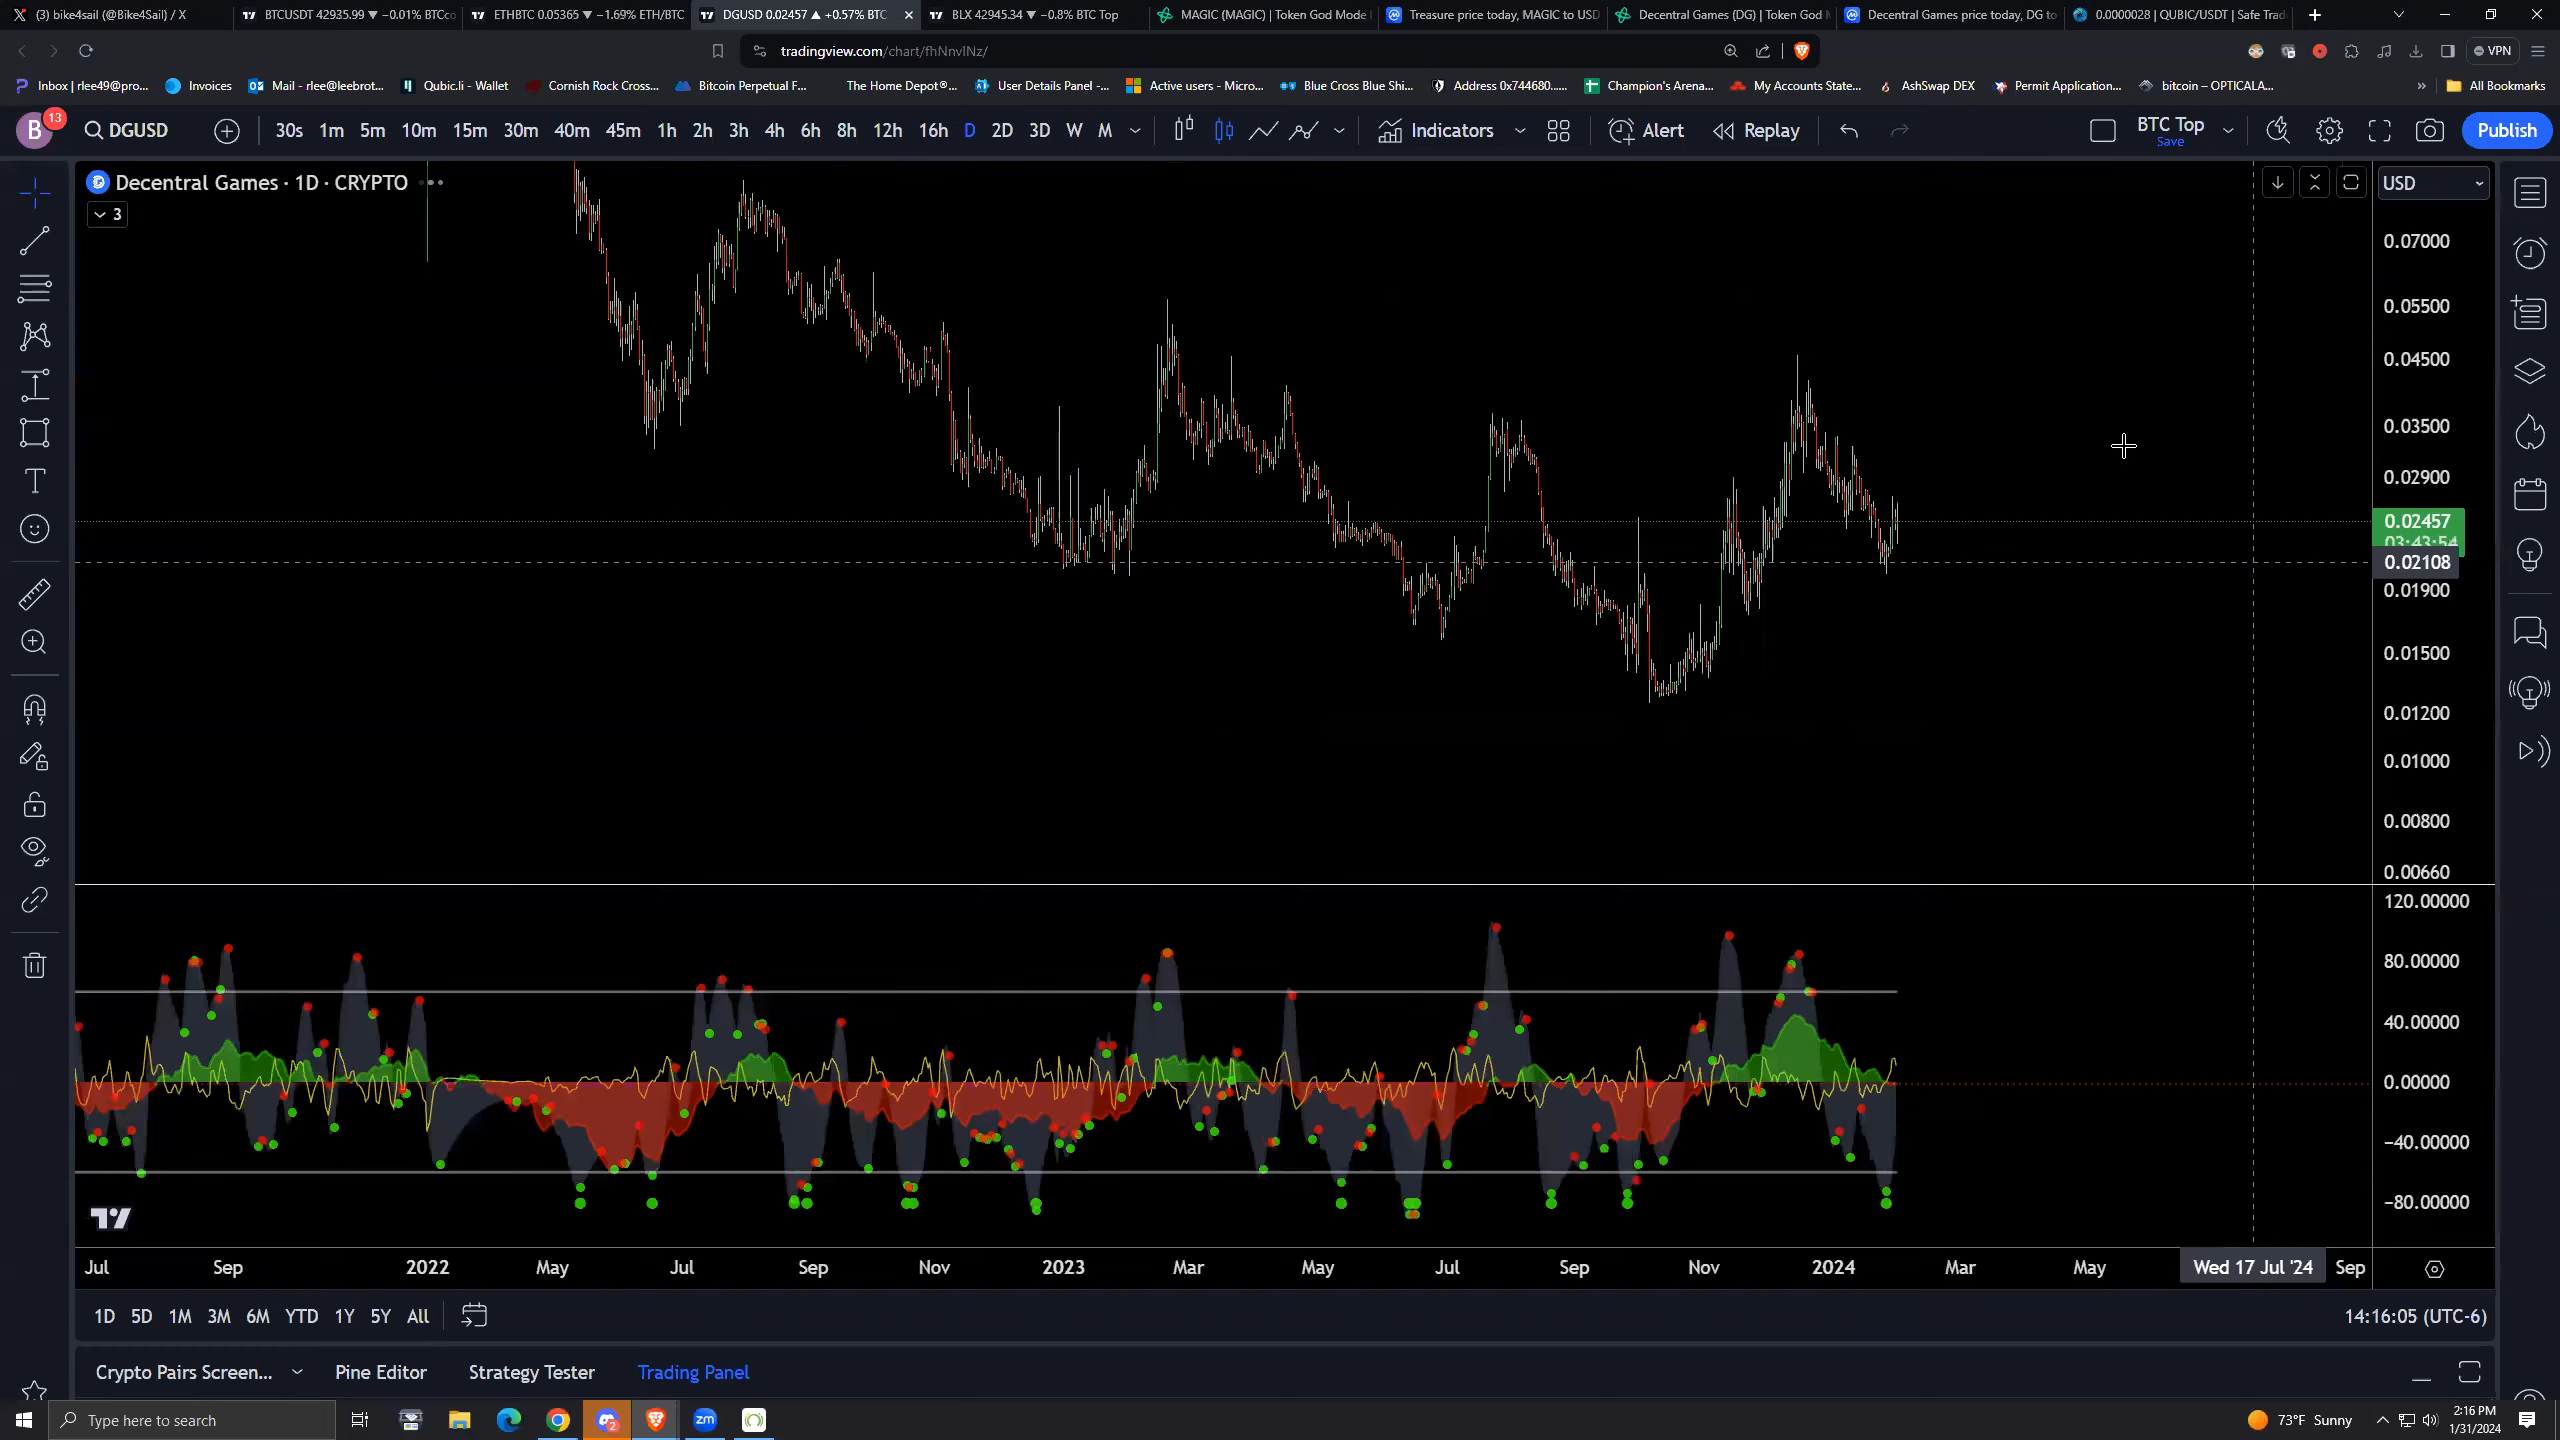 (3) bike4sail (@Bike4Sail) / X
BTCUSDT 42935.99 ▼ −0.01% BTCco
ETHBTC 0.05365 ▼ −1.69% ETH/BTC
DGUSD 0.02457 ▲ +0.57% BTC
BLX 42945.34 ▼ −0.8% BTC Top
MAGIC (MAGIC) | Token God Mode
Treasure price today, MAGIC to USD
Decentral Games (DG) | Token God
Decentral Games price today, DG to
0.0000028 | QUBIC/USDT | Safe Trad
tradingview.com/chart/fhNnvINz/
VPN
Inbox | rlee49@pro...
Invoices
Mail - rlee@leebrot...
Qubic.li - Wallet
Cornish Rock Cross...
Bitcoin Perpetual F...
The Home Depot®...
User Details Panel -...
Active users - Micro...
Blue Cross Blue Shi...
Address 0x744680......
Champion's Arena...
My Accounts State...
AshSwap DEX
Permit Application...
bitcoin – OPTICALA...
»
All Bookmarks
B
13
DGUSD
30s 1m 5m 10m 15m 30m 40m 45m 1h 2h 3h 4h 6h 8h 12h 16h D 2D 3D W M
Indicators
Alert
Replay
BTC Top
Save
Publish
Decentral Games · 1D · CRYPTO
3
USD
0.07000
0.05500
0.04500
0.03500
0.02900
0.02457
03:43:54
0.02108
0.01900
0.01500
0.01200
0.01000
0.00800
0.00660
120.00000
80.00000
40.00000
0.00000
−40.00000
−80.00000
Jul Sep 2022 May Jul Sep Nov 2023 Mar May Jul Sep Nov 2024 Mar May Wed 17 Jul '24 Sep
1D 5D 1M 3M 6M YTD 1Y 5Y All
14:16:05 (UTC-6)
Crypto Pairs Screen...
Pine Editor
Strategy Tester
Trading Panel
Type here to search
2
zm
73°F Sunny
2:16 PM
1/31/2024